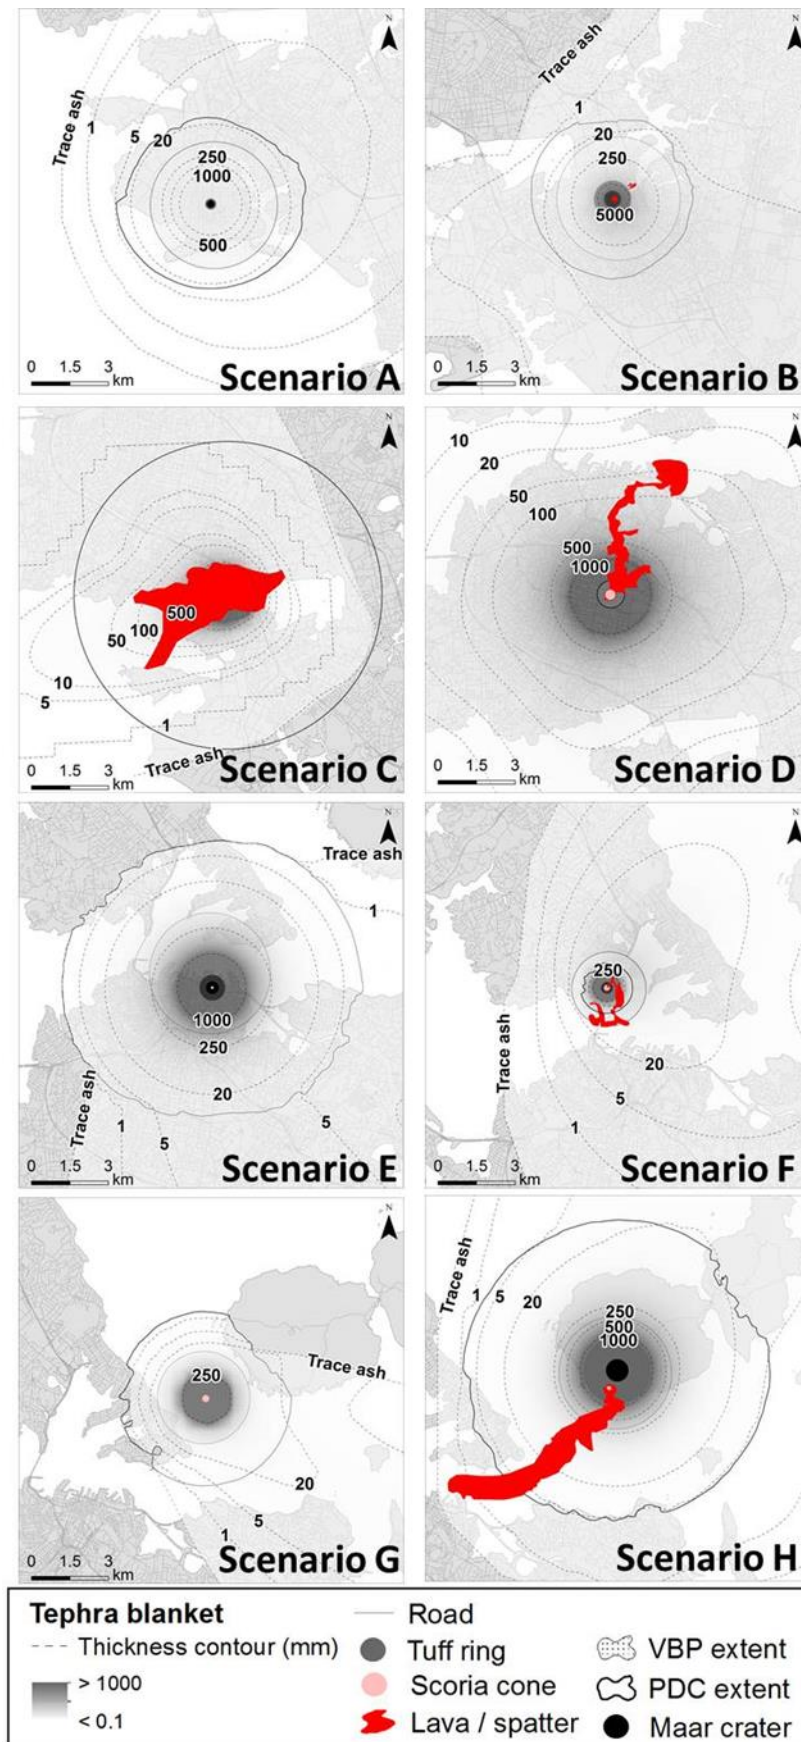 N
Trace ash
1
5
20
250
1000
500
0 1.5 3
km
Scenario A
N
Trace ash
1
20
250
5000
0 1.5 3
km
Scenario B
N
500
100
50
10
5
1
Trace ash
0 1.5 3
km
Scenario C
N
10
20
50
100
500
1000
0 1.5 3
km
Scenario D
N
Trace ash
1
1000
250
20
Trace ash
1
5
5
0 1.5 3
km
Scenario E
N
250
Trace ash
20
5
1
0 1.5 3
km
Scenario F
N
250
Trace ash
20
5
1
0 1.5 3
km
Scenario G
N
Trace ash
1
5
20
250
500
1000
0 1.5 3
km
Scenario H
Tephra blanket
Thickness contour (mm)
> 1000
< 0.1
Road
Tuff ring
Scoria cone
Lava / spatter
VBP extent
PDC extent
Maar crater